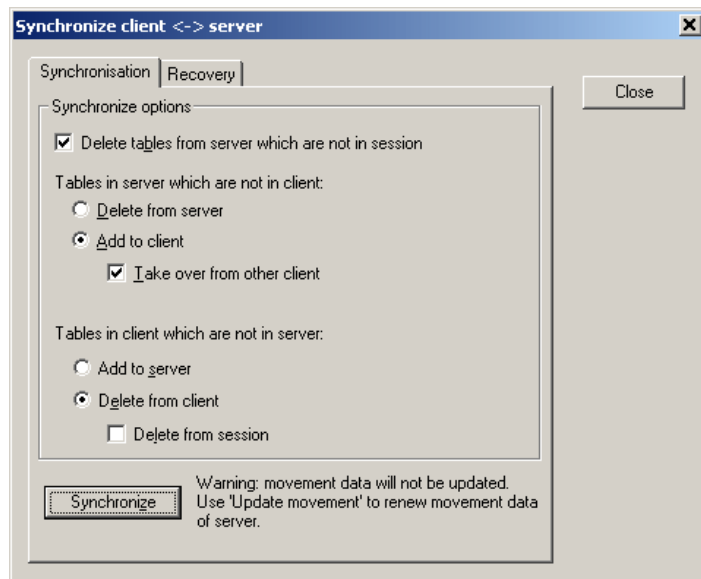 Synchronize client <-> server
Synchronisation
Recovery
Close
Synchronize options
Delete tables from server which are not in session
Tables in server which are not in client:
Delete from server
Add to client
Take over from other client
Tables in client which are not in server:
Add to server
Delete from client
Delete from session
Synchronize
Warning: movement data will not be updated.
Use 'Update movement' to renew movement data
of server.